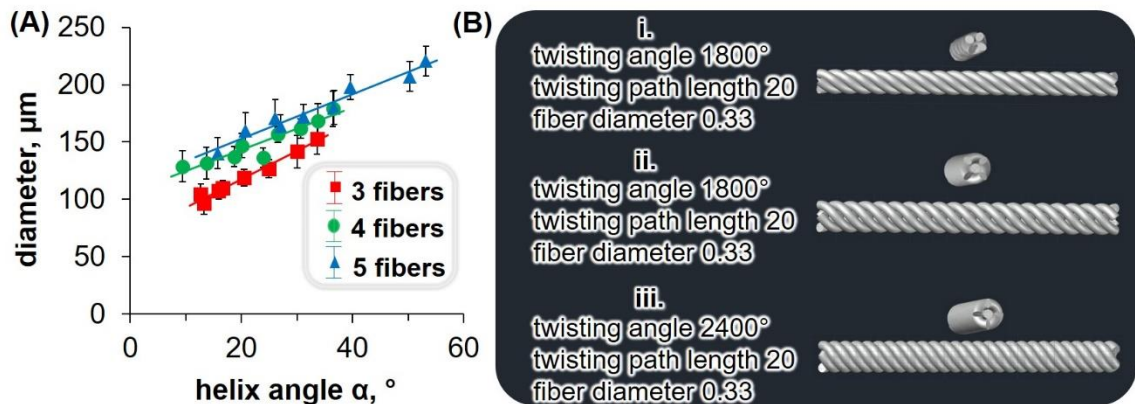 (A)
250
200
150
100
50
0
diameter, µm
0 20 40 60
helix angle α, °
3 fibers
4 fibers
5 fibers
(B)
i.
twisting angle 1800°
twisting path length 20
fiber diameter 0.33
ii.
twisting angle 1800°
twisting path length 20
fiber diameter 0.33
iii.
twisting angle 2400°
twisting path length 20
fiber diameter 0.33